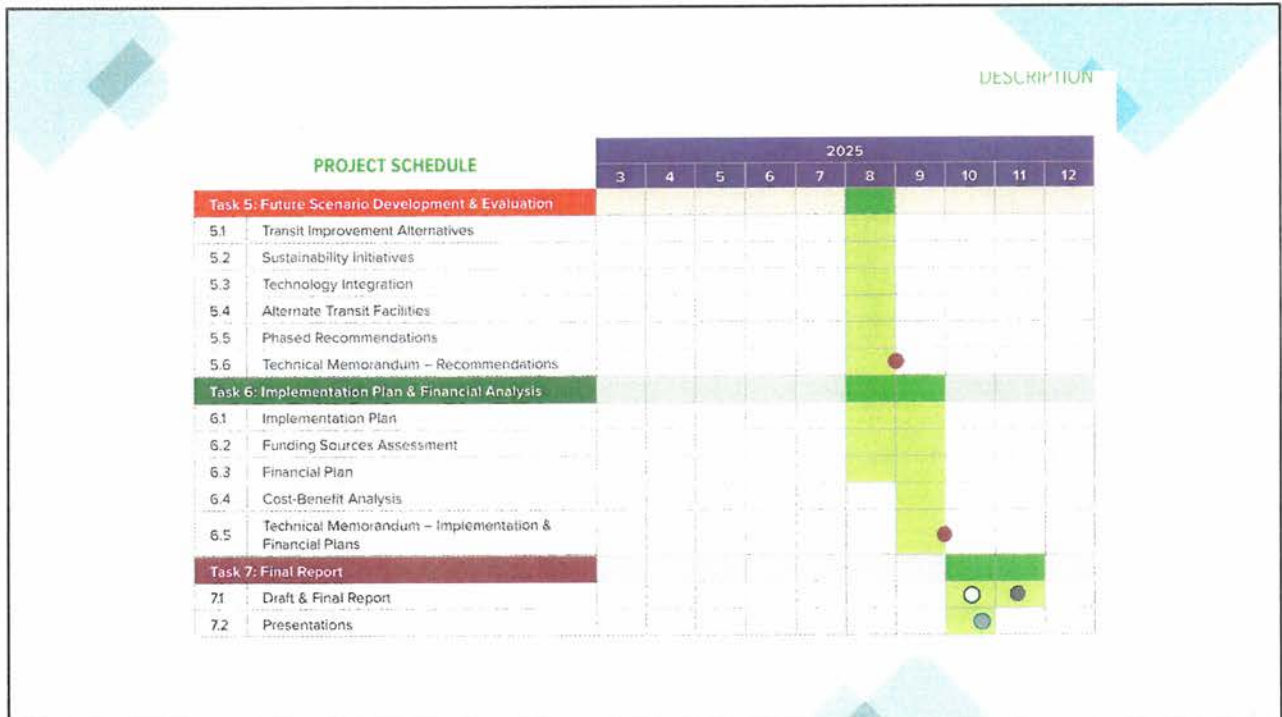 DESCRIPTION
PROJECT SCHEDULE
2025
3 4 5 6 7 8 9 10 11 12
Task 5: Future Scenario Development & Evaluation
5.1 Transit Improvement Alternatives
5.2 Sustainability Initiatives
5.3 Technology Integration
5.4 Alternate Transit Facilities
5.5 Phased Recommendations
5.6 Technical Memorandum – Recommendations
Task 6: Implementation Plan & Financial Analysis
6.1 Implementation Plan
6.2 Funding Sources Assessment
6.3 Financial Plan
6.4 Cost-Benefit Analysis
6.5 Technical Memorandum – Implementation &
Financial Plans
Task 7: Final Report
7.1 Draft & Final Report
7.2 Presentations